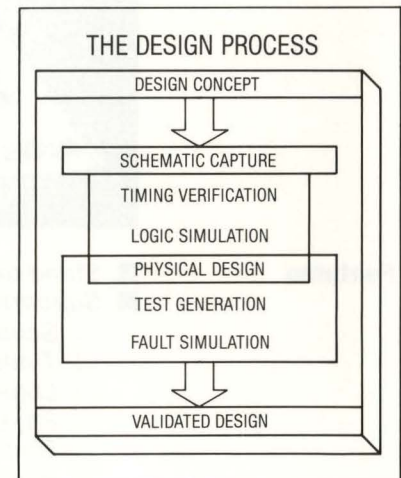 THE DESIGN PROCESS
DESIGN CONCEPT
SCHEMATIC CAPTURE
TIMING VERIFICATION
LOGIC SIMULATION
PHYSICAL DESIGN
TEST GENERATION
FAULT SIMULATION
VALIDATED DESIGN